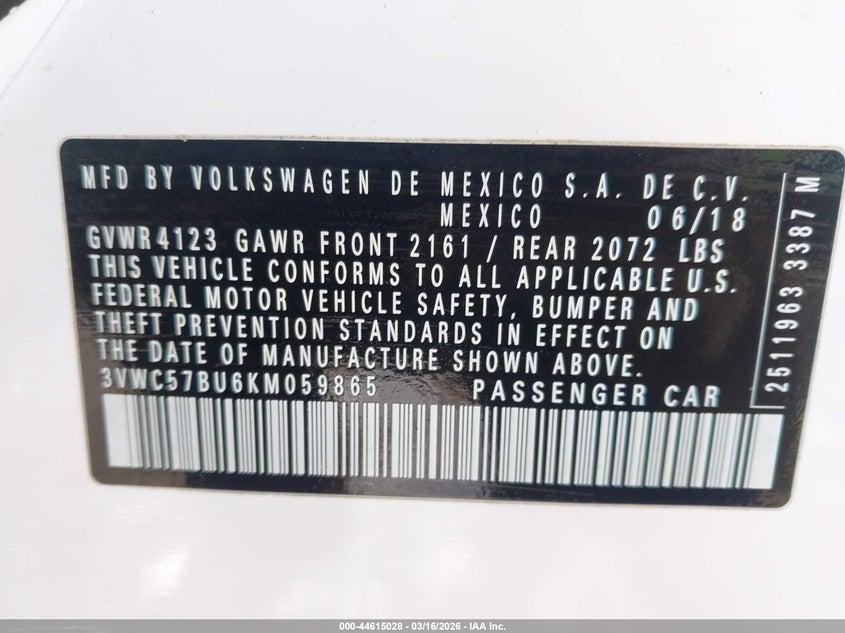 MFD BY VOLKSWAGEN DE MEXICO S.A. DE C.V.
MEXICO 06/18
GVWR 4123 GAWR FRONT 2161 / REAR 2072 LBS
THIS VEHICLE CONFORMS TO ALL APPLICABLE U.S.
FEDERAL MOTOR VEHICLE SAFETY, BUMPER AND
THEFT PREVENTION STANDARDS IN EFFECT ON
THE DATE OF MANUFACTURE SHOWN ABOVE.
3VWC57BU6KM059865 PASSENGER CAR
2511963 3387 M
000-44615028 - 03/16/2026 - IAA Inc.